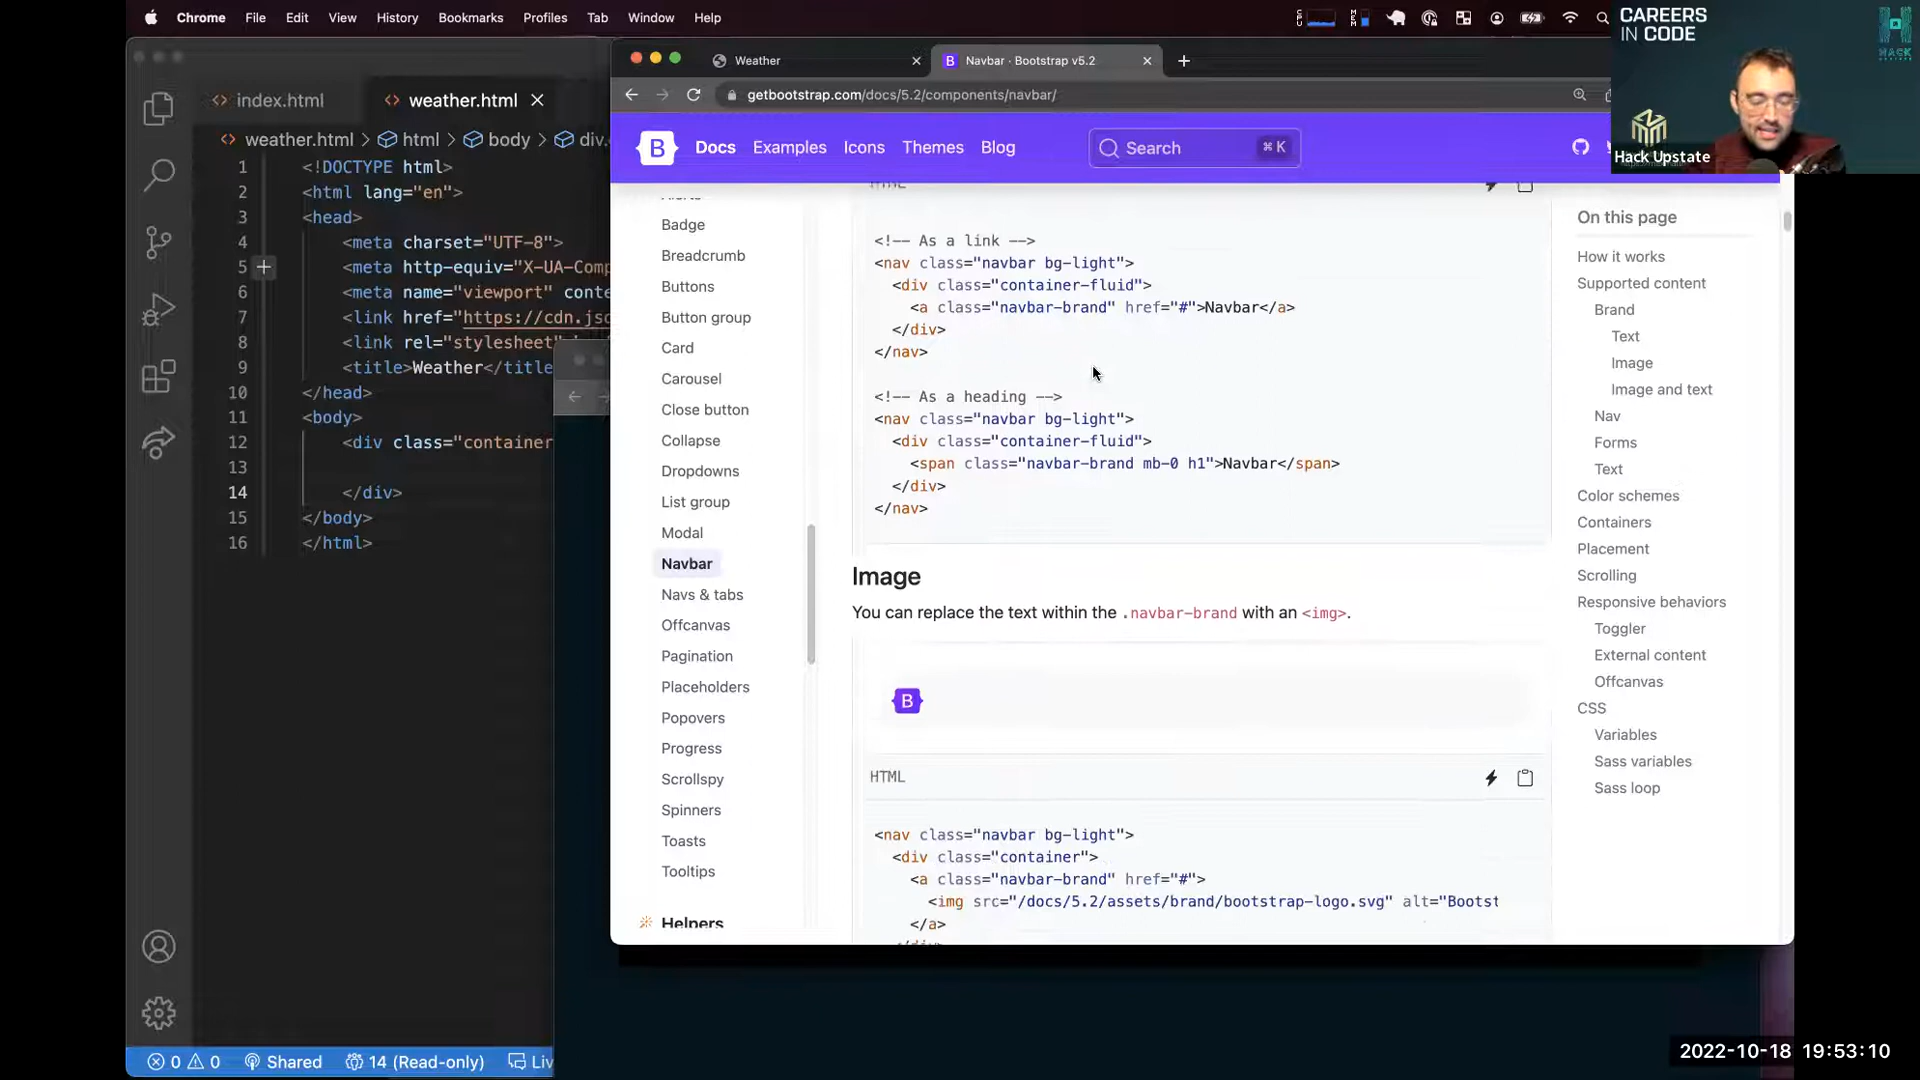 Chrome File Edit View History Bookmarks Profiles Tab Window Help
CAREERS
IN CODE
Hack Upstate
index.html weather.html
weather.html > html > body > div.
1 <!DOCTYPE html>
2 <html lang="en">
3 <head>
4 <meta charset="UTF-8">
5 <meta http-equiv="X-UA-Comp
6 <meta name="viewport" conte
7 <link href="https://cdn.jsd
8 <link rel="stylesheet"
9 <title>Weather</title
10 </head>
11 <body>
12 <div class="container
13
14 </div>
15 </body>
16 </html>
0 0 Shared 14 (Read-only) Liv
Weather Navbar · Bootstrap v5.2
getbootstrap.com/docs/5.2/components/navbar/
B Docs Examples Icons Themes Blog Search ⌘ K
Alerts
Badge
Breadcrumb
Buttons
Button group
Card
Carousel
Close button
Collapse
Dropdowns
List group
Modal
Navbar
Navs & tabs
Offcanvas
Pagination
Placeholders
Popovers
Progress
Scrollspy
Spinners
Toasts
Tooltips
Helpers
HTML
<!-- As a link -->
<nav class="navbar bg-light">
<div class="container-fluid">
<a class="navbar-brand" href="#">Navbar</a>
</div>
</nav>
<!-- As a heading -->
<nav class="navbar bg-light">
<div class="container-fluid">
<span class="navbar-brand mb-0 h1">Navbar</span>
</div>
</nav>
Image
You can replace the text within the .navbar-brand with an <img>.
B
HTML
<nav class="navbar bg-light">
<div class="container">
<a class="navbar-brand" href="#">
<img src="/docs/5.2/assets/brand/bootstrap-logo.svg" alt="Bootst
</a>
</div>
On this page
How it works
Supported content
Brand
Text
Image
Image and text
Nav
Forms
Text
Color schemes
Containers
Placement
Scrolling
Responsive behaviors
Toggler
External content
Offcanvas
CSS
Variables
Sass variables
Sass loop
2022-10-18 19:53:10